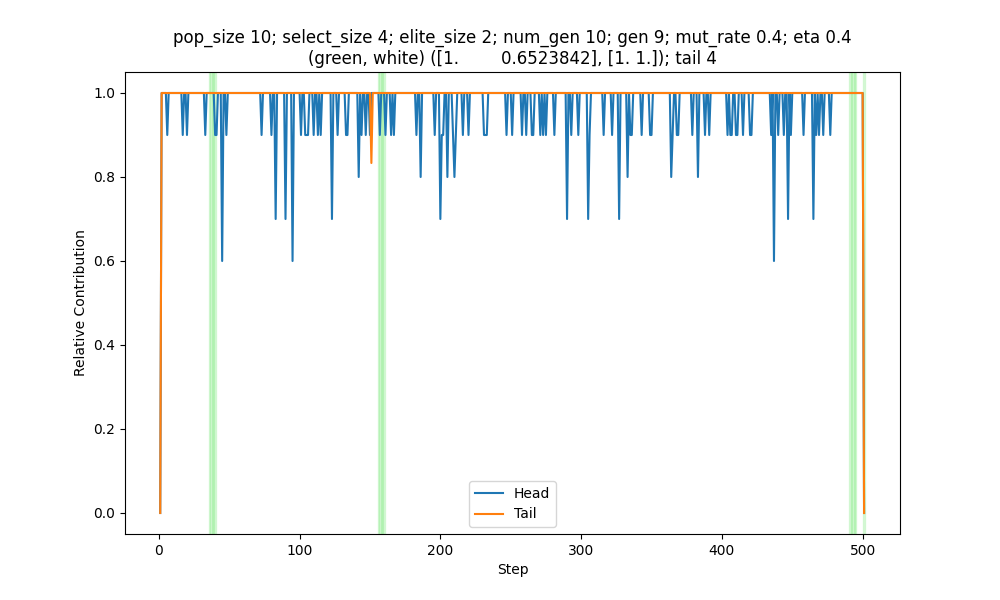 pop_size 10; select_size 4; elite_size 2; num_gen 10; gen 9; mut_rate 0.4; eta 0.4
(green, white) ([1.        0.6523842], [1. 1.]); tail 4
1.0
0.8
0.6
0.4
0.2
0.0
Relative Contribution
Head
Tail
0
100
200
300
400
500
Step